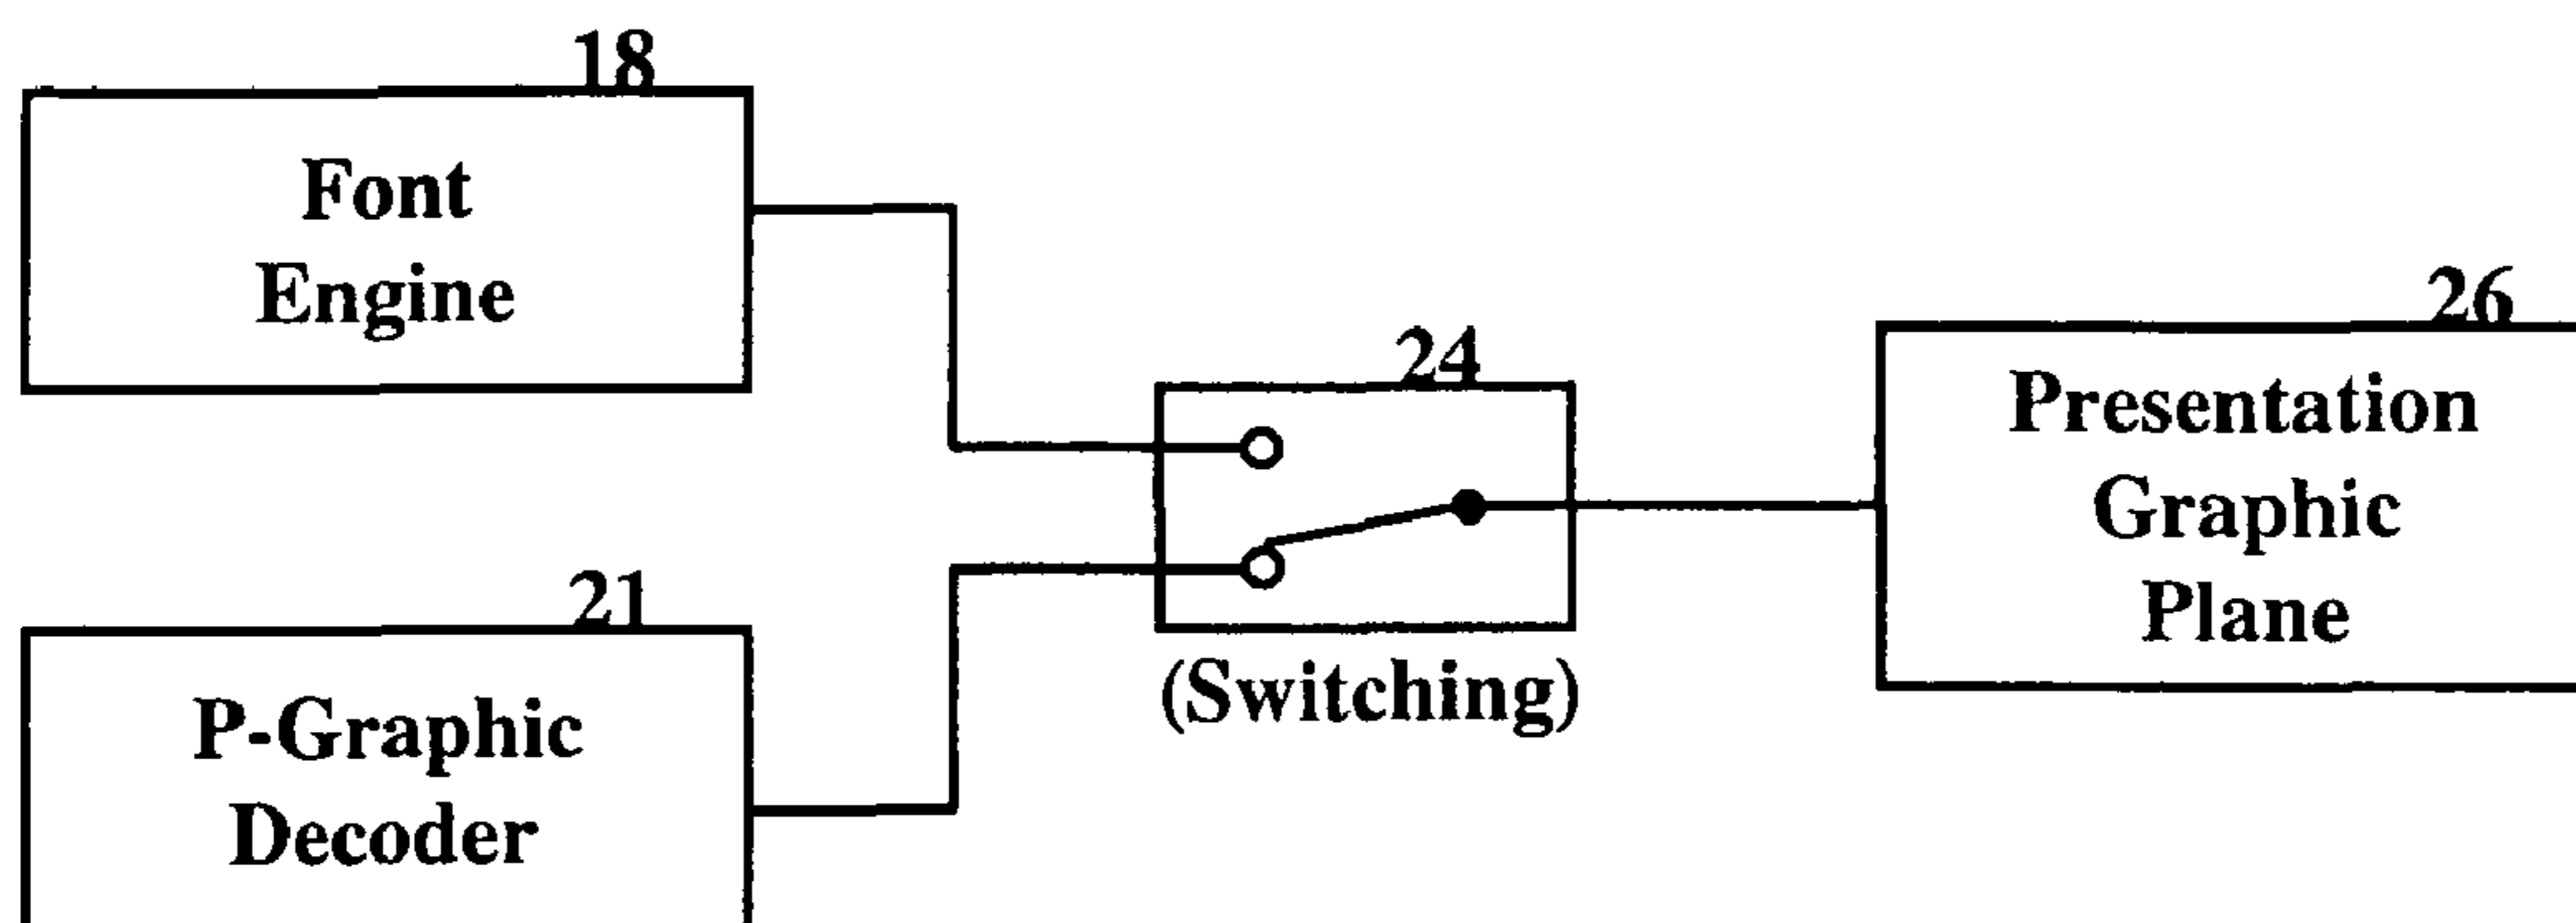 18
Font
Engine
21
P-Graphic
Decoder
24
(Switching)
26
Presentation
Graphic
Plane